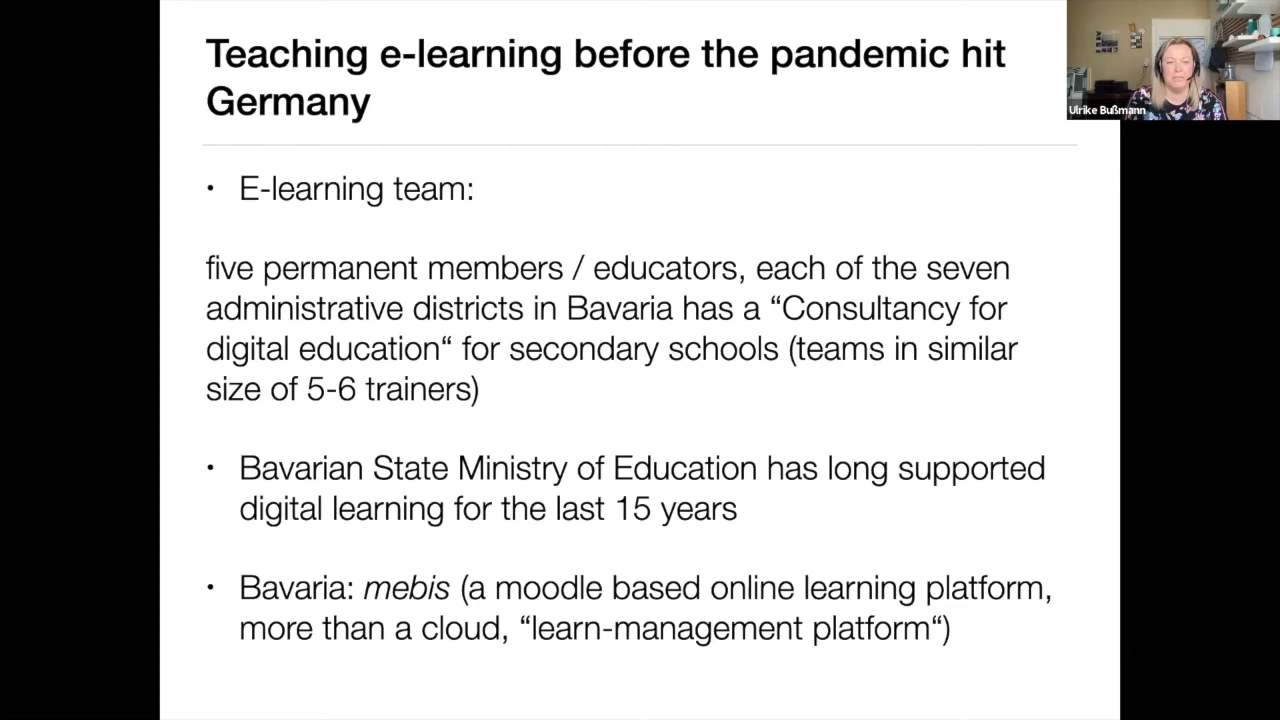 Teaching e-learning before the pandemic hit
Germany
Ulrike Bußmann
• E-learning team:
five permanent members / educators, each of the seven
administrative districts in Bavaria has a “Consultancy for
digital education“ for secondary schools (teams in similar
size of 5-6 trainers)
• Bavarian State Ministry of Education has long supported
digital learning for the last 15 years
• Bavaria: mebis (a moodle based online learning platform,
more than a cloud, “learn-management platform“)